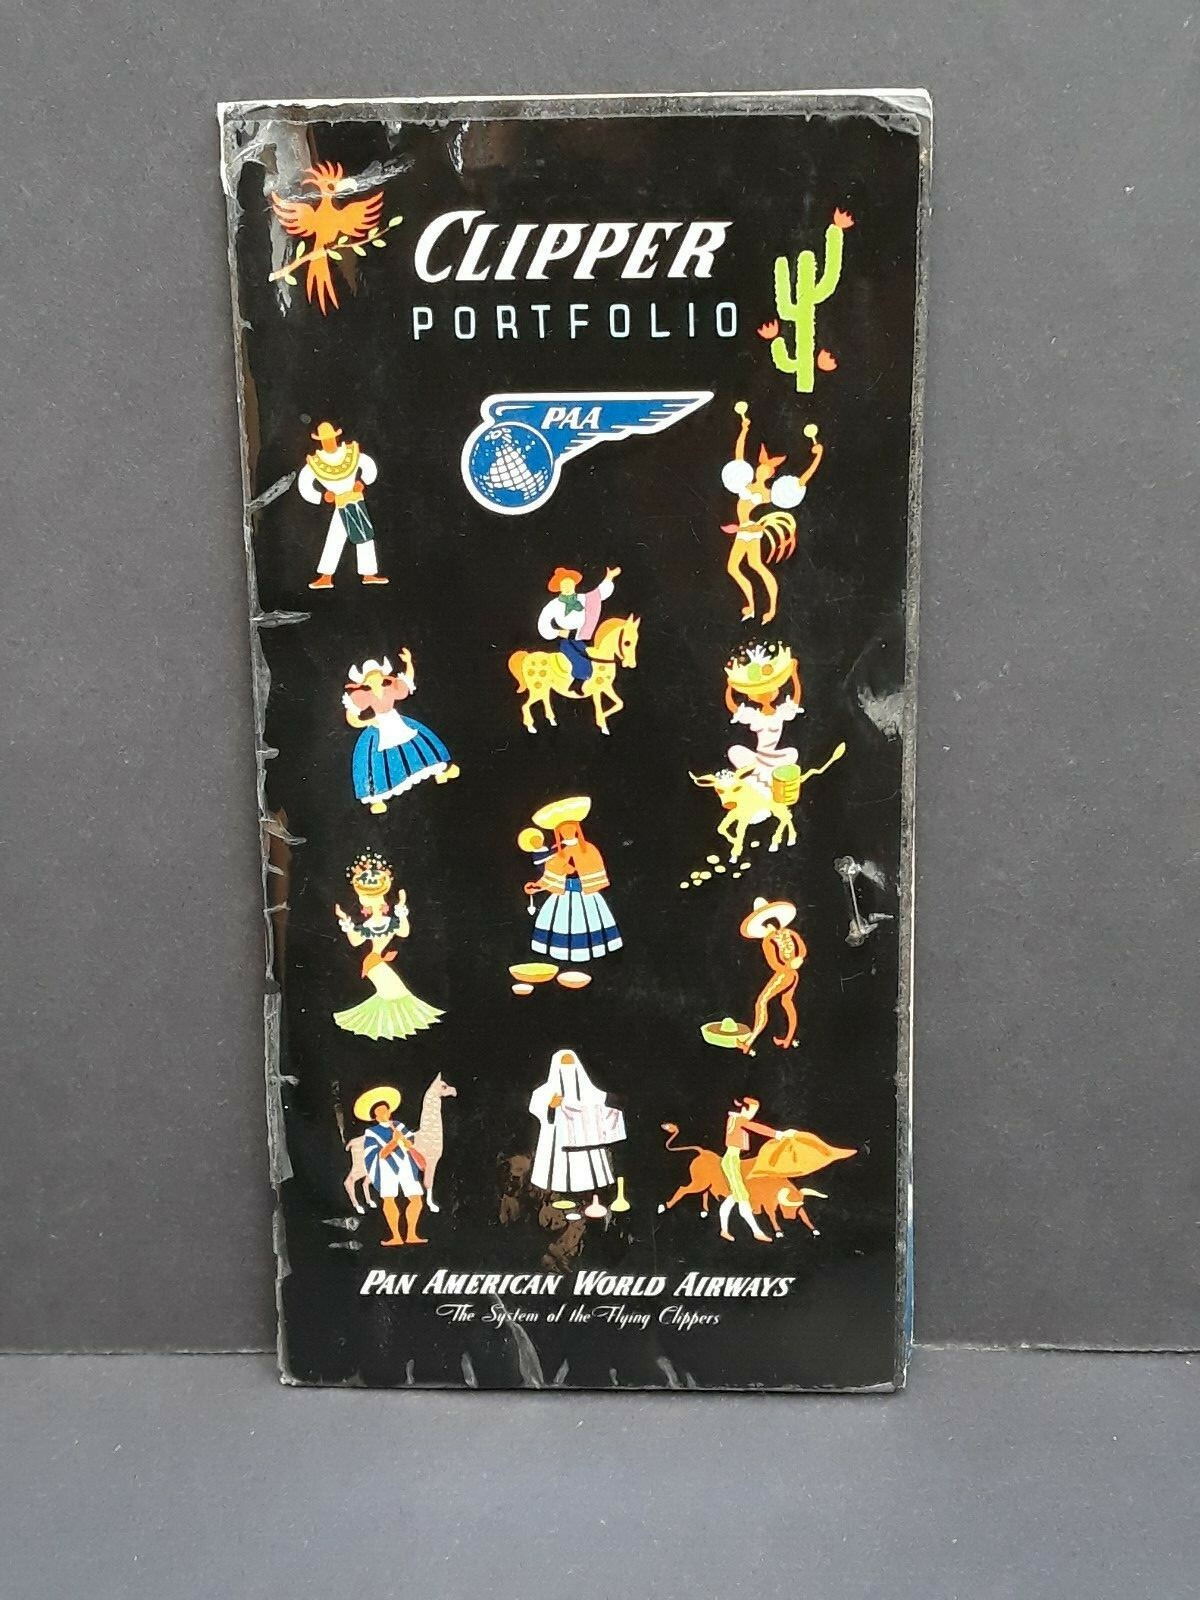 CLIPPER
PORTFOLIO
PAA
PAN AMERICAN WORLD AIRWAYS
The System of the Flying Clippers